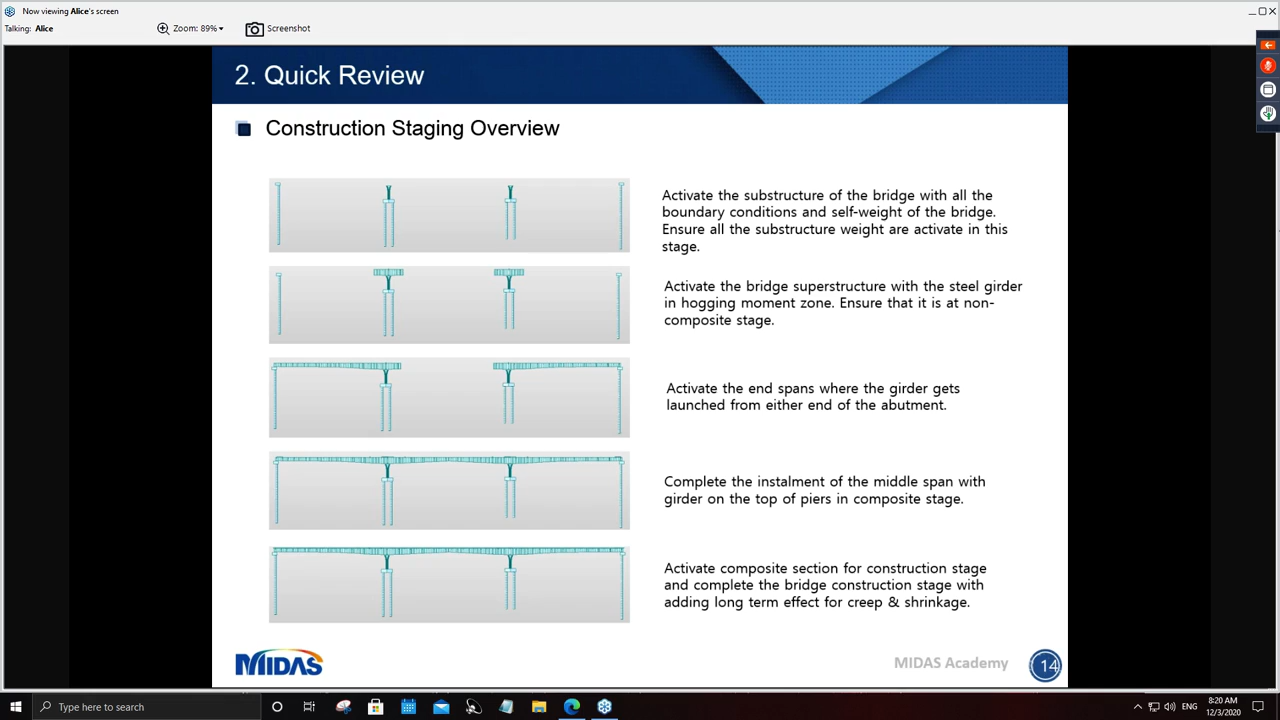 Now viewing Alice's screen
Talking: Alice
Zoom: 89%
Screenshot
2. Quick Review
Construction Staging Overview
Activate the substructure of the bridge with all the
boundary conditions and self-weight of the bridge.
Ensure all the substructure weight are activate in this
stage.
Activate the bridge superstructure with the steel girder
in hogging moment zone. Ensure that it is at non-
composite stage.
Activate the end spans where the girder gets
launched from either end of the abutment.
Complete the instalment of the middle span with
girder on the top of piers in composite stage.
Activate composite section for construction stage
and complete the bridge construction stage with
adding long term effect for creep & shrinkage.
MIDAS
MIDAS Academy
14
Type here to search
ENG
8:20 AM
12/3/2020